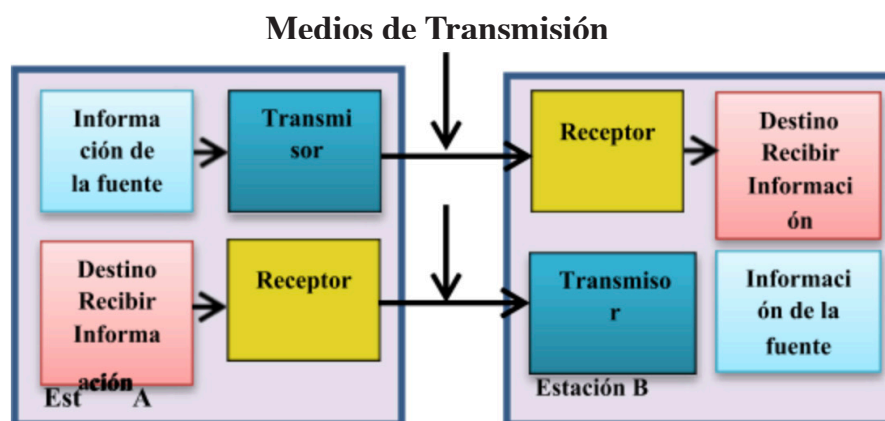 Medios de Transmisión
Informa
ción de
la fuente
Transmi
sor
Receptor
Destino
Recibir
Informaci
ón
Destino
Recibir
Informa
ación
Receptor
Transmiso
r
Informaci
ón de la
fuente
Est A
Estación B